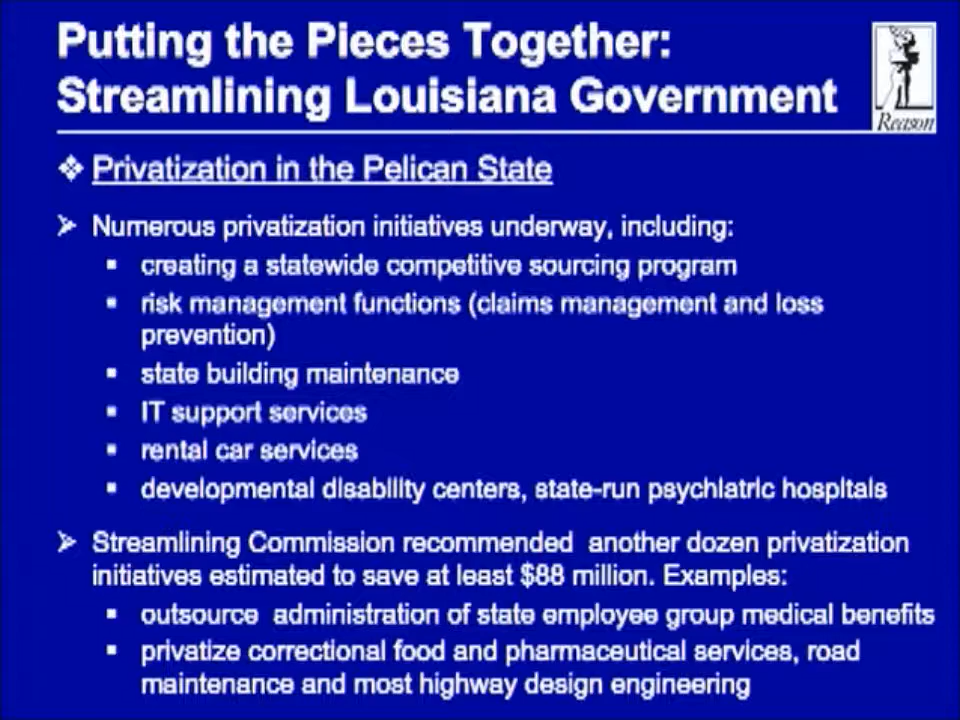 Putting the Pieces Together:
Streamlining Louisiana Government
Reason
❖ Privatization in the Pelican State
➢ Numerous privatization initiatives underway, including:
▪ creating a statewide competitive sourcing program
▪ risk management functions (claims management and loss
prevention)
▪ state building maintenance
▪ IT support services
▪ rental car services
▪ developmental disability centers, state-run psychiatric hospitals
➢ Streamlining Commission recommended another dozen privatization
initiatives estimated to save at least $88 million. Examples:
▪ outsource administration of state employee group medical benefits
▪ privatize correctional food and pharmaceutical services, road
maintenance and most highway design engineering